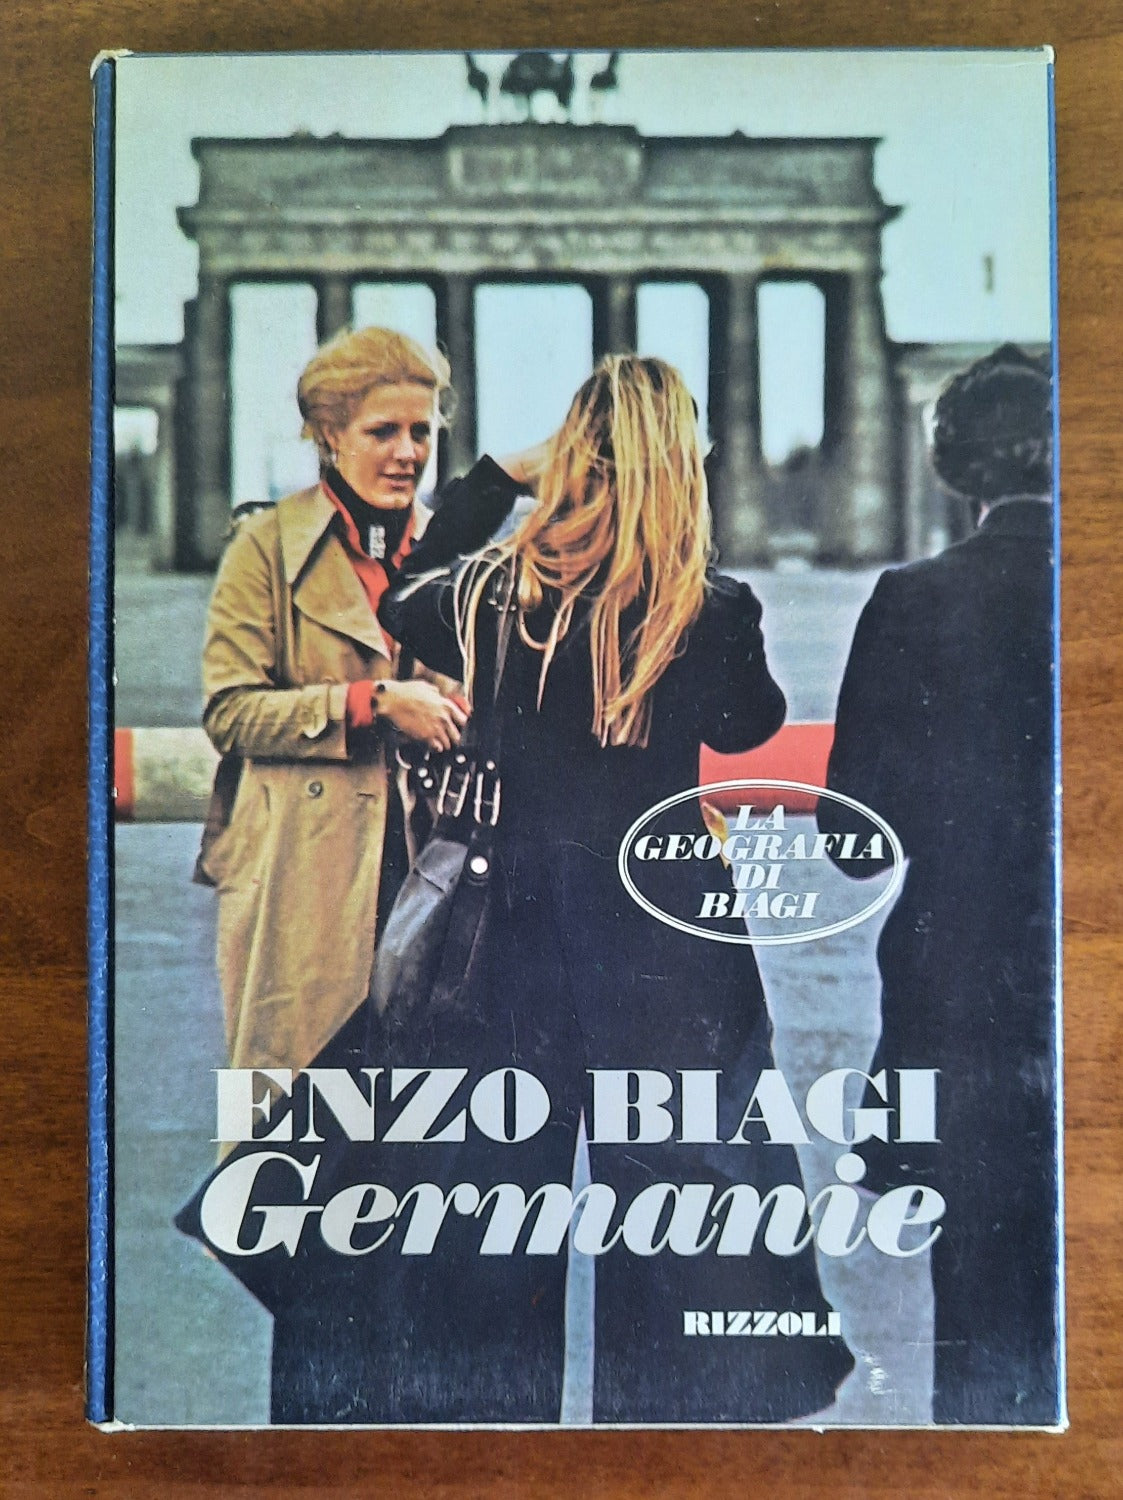 LA
GEOGRAFIA
DI
BIAGI
ENZO BIAGI
Germanie
RIZZOLI